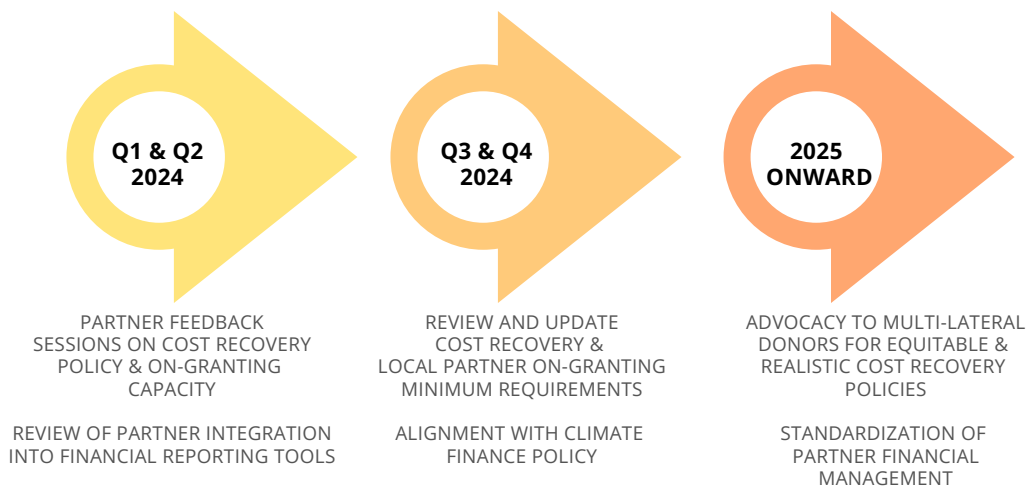 Q1 & Q2
2024
PARTNER FEEDBACK
SESSIONS ON COST RECOVERY
POLICY & ON-GRANTING
CAPACITY
REVIEW OF PARTNER INTEGRATION
INTO FINANCIAL REPORTING TOOLS
Q3 & Q4
2024
REVIEW AND UPDATE
COST RECOVERY &
LOCAL PARTNER ON-GRANTING
MINIMUM REQUIREMENTS
ALIGNMENT WITH CLIMATE
FINANCE POLICY
2025
ONWARD
ADVOCACY TO MULTI-LATERAL
DONORS FOR EQUITABLE &
REALISTIC COST RECOVERY
POLICIES
STANDARDIZATION OF
PARTNER FINANCIAL
MANAGEMENT